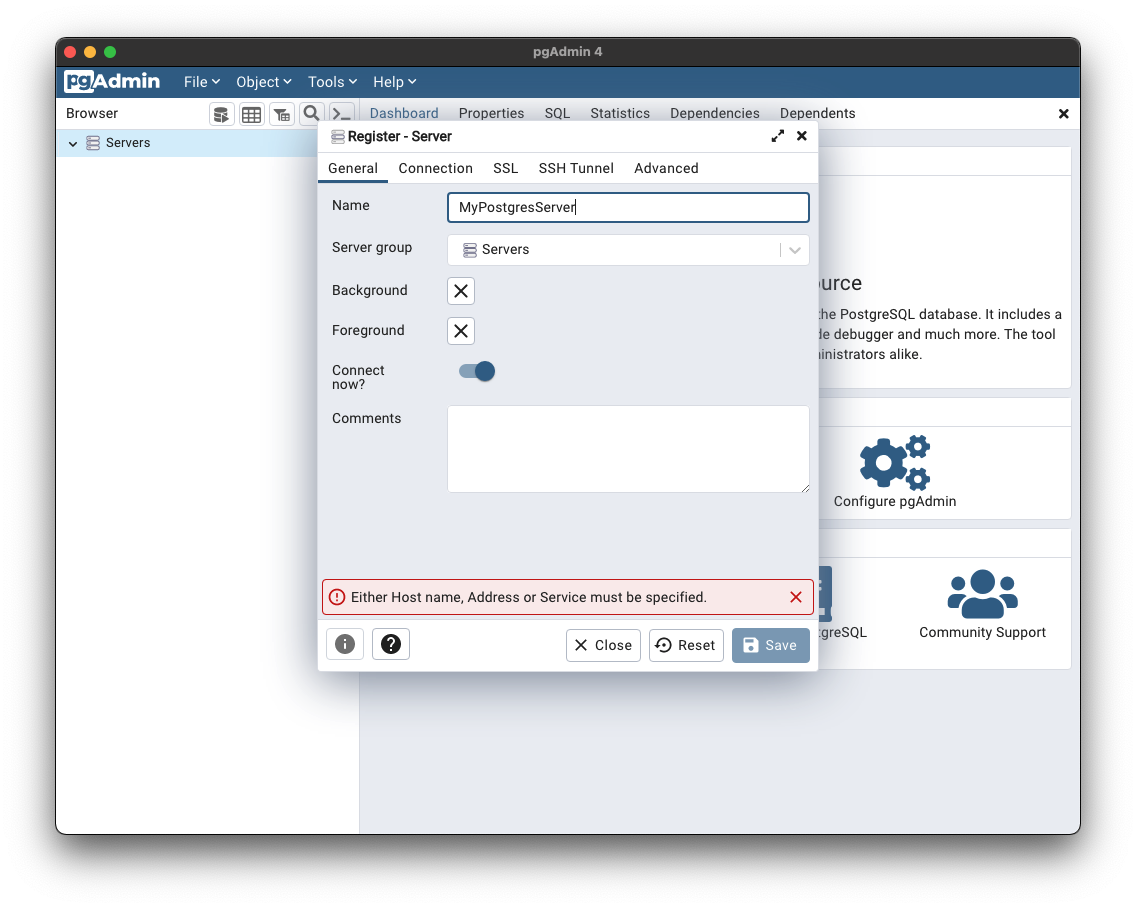 pgAdmin 4
pgAdmin File Object Tools Help
Browser
Dashboard Properties SQL Statistics Dependencies Dependents
Servers
Register - Server
General Connection SSL SSH Tunnel Advanced
Name MyPostgresServer
Server group Servers
Background
Foreground
Connect
now?
Comments
Either Host name, Address or Service must be specified.
Close Reset Save
ource
the PostgreSQL database. It includes a
de debugger and much more. The tool
inistrators alike.
Configure pgAdmin
greSQL
Community Support